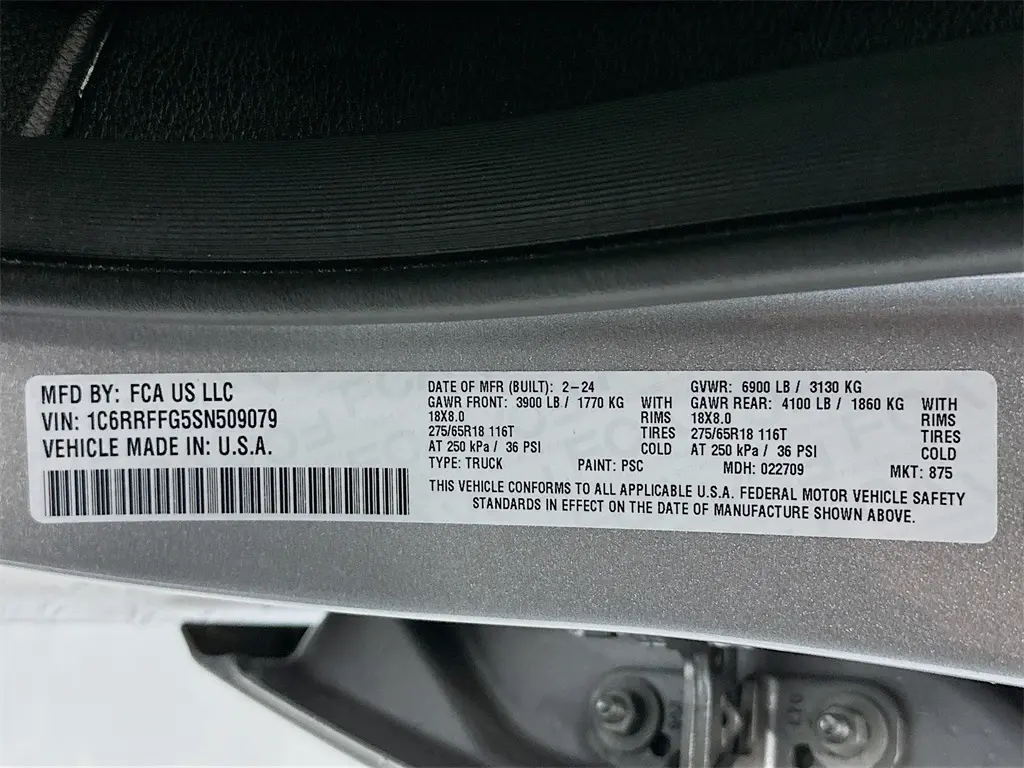 MFD BY: FCA US LLC
VIN: 1C6RRFFG5SN509079
VEHICLE MADE IN: U.S.A.
DATE OF MFR (BUILT): 2-24
GAWR FRONT: 3900 LB / 1770 KG WITH
18X8.0 RIMS
275/65R18 116T TIRES
AT 250 kPa / 36 PSI COLD
GVWR: 6900 LB / 3130 KG
GAWR REAR: 4100 LB / 1860 KG WITH
18X8.0 RIMS
275/65R18 116T TIRES
AT 250 kPa / 36 PSI COLD
TYPE: TRUCK PAINT: PSC MDH: 022709 MKT: 875
THIS VEHICLE CONFORMS TO ALL APPLICABLE U.S.A. FEDERAL MOTOR VEHICLE SAFETY
STANDARDS IN EFFECT ON THE DATE OF MANUFACTURE SHOWN ABOVE.